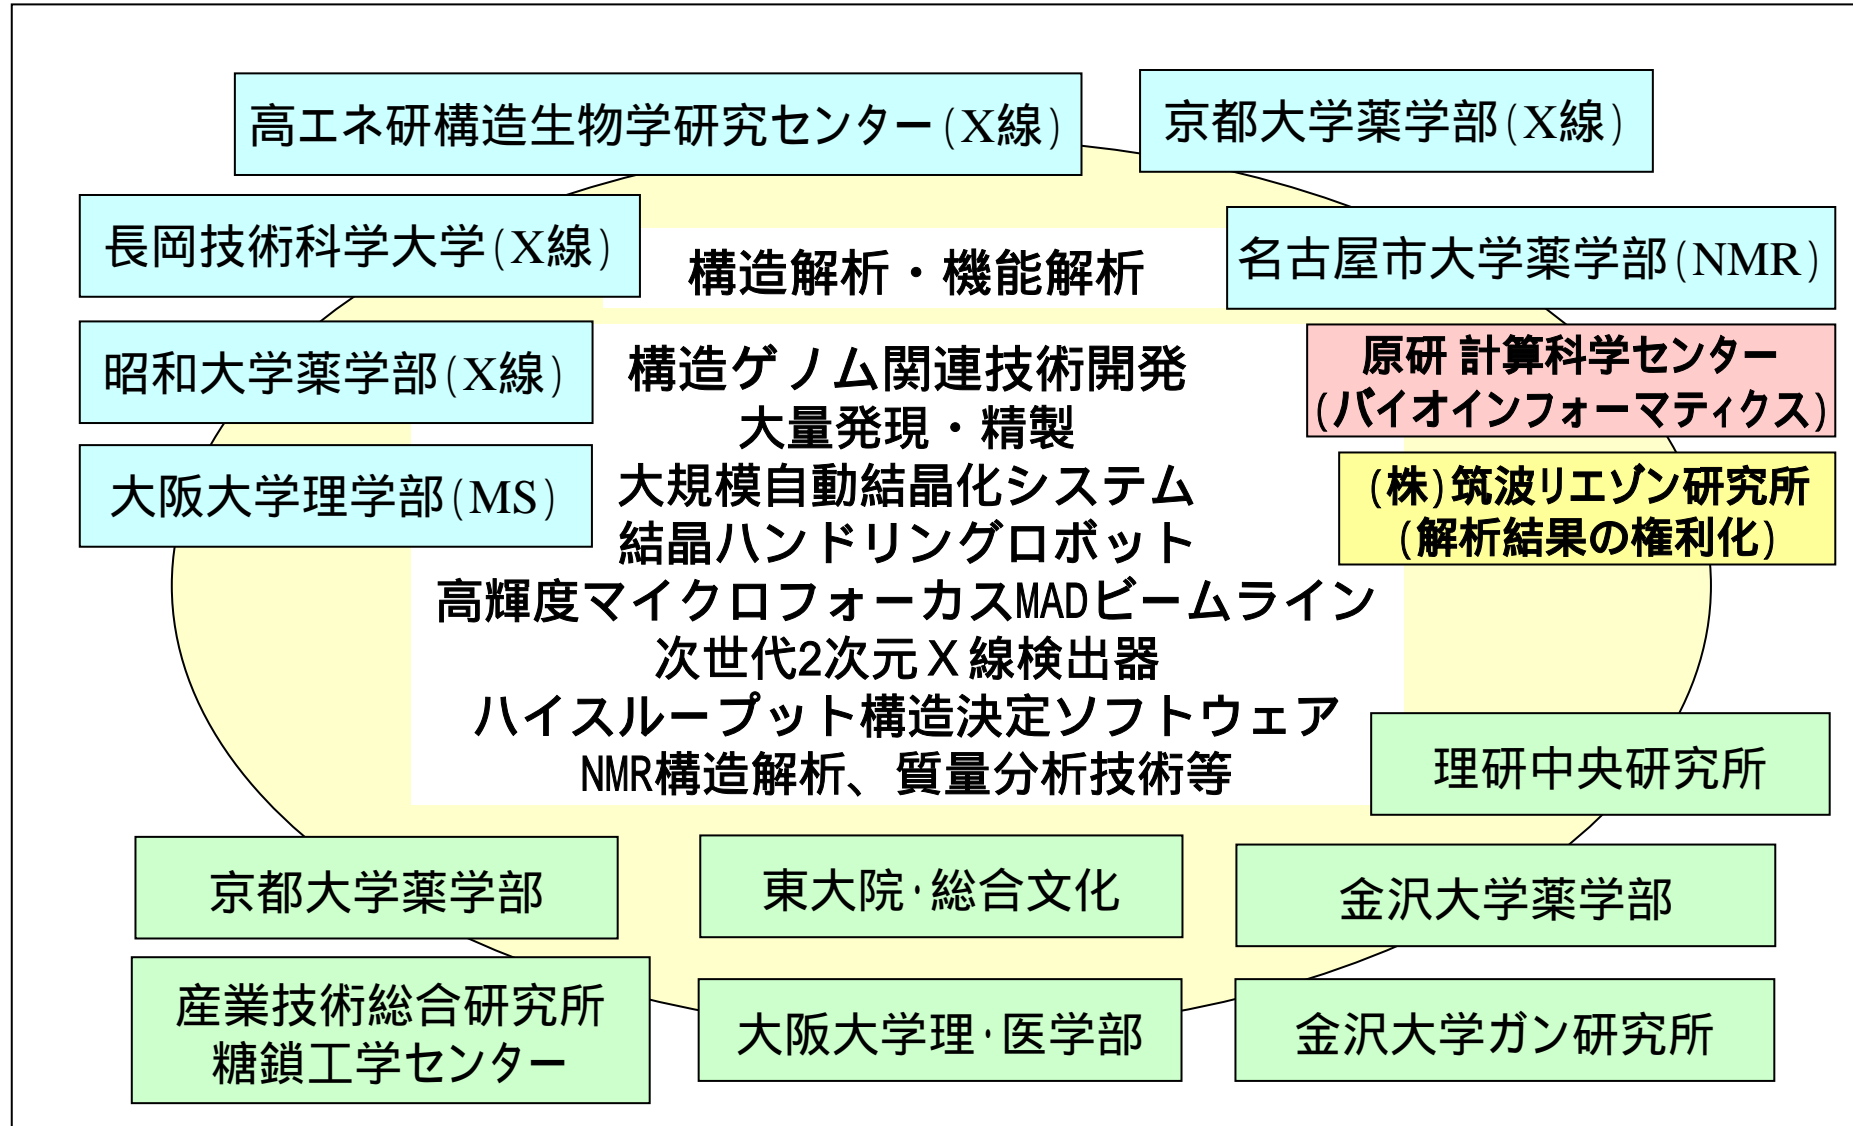 高エネ研構造生物学研究センター(X線)
京都大学薬学部(X線)
長岡技術科学大学(X線)
名古屋市大学薬学部(NMR)
構造解析・機能解析
昭和大学薬学部(X線)
原研 計算科学センター
(バイオインフォーマティクス)
大阪大学理学部(MS)
(株)筑波リエゾン研究所
(解析結果の権利化)
構造ゲノム関連技術開発
大量発現・精製
大規模自動結晶化システム
結晶ハンドリングロボット
高輝度マイクロフォーカスMADビームライン
次世代2次元X線検出器
ハイスループット構造決定ソフトウェア
NMR構造解析、質量分析技術等
理研中央研究所
京都大学薬学部
東大院・総合文化
金沢大学薬学部
産業技術総合研究所
糖鎖工学センター
大阪大学理・医学部
金沢大学ガン研究所